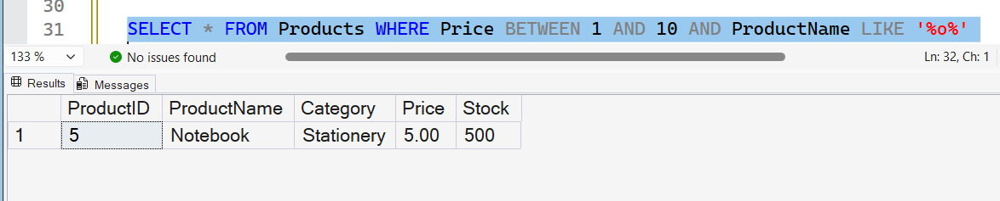 30
31 SELECT * FROM Products WHERE Price BETWEEN 1 AND 10 AND ProductName LIKE '%o%'
133 % No issues found Ln: 32, Ch: 1
Results Messages
ProductID ProductName Category Price Stock
1 5 Notebook Stationery 5.00 500